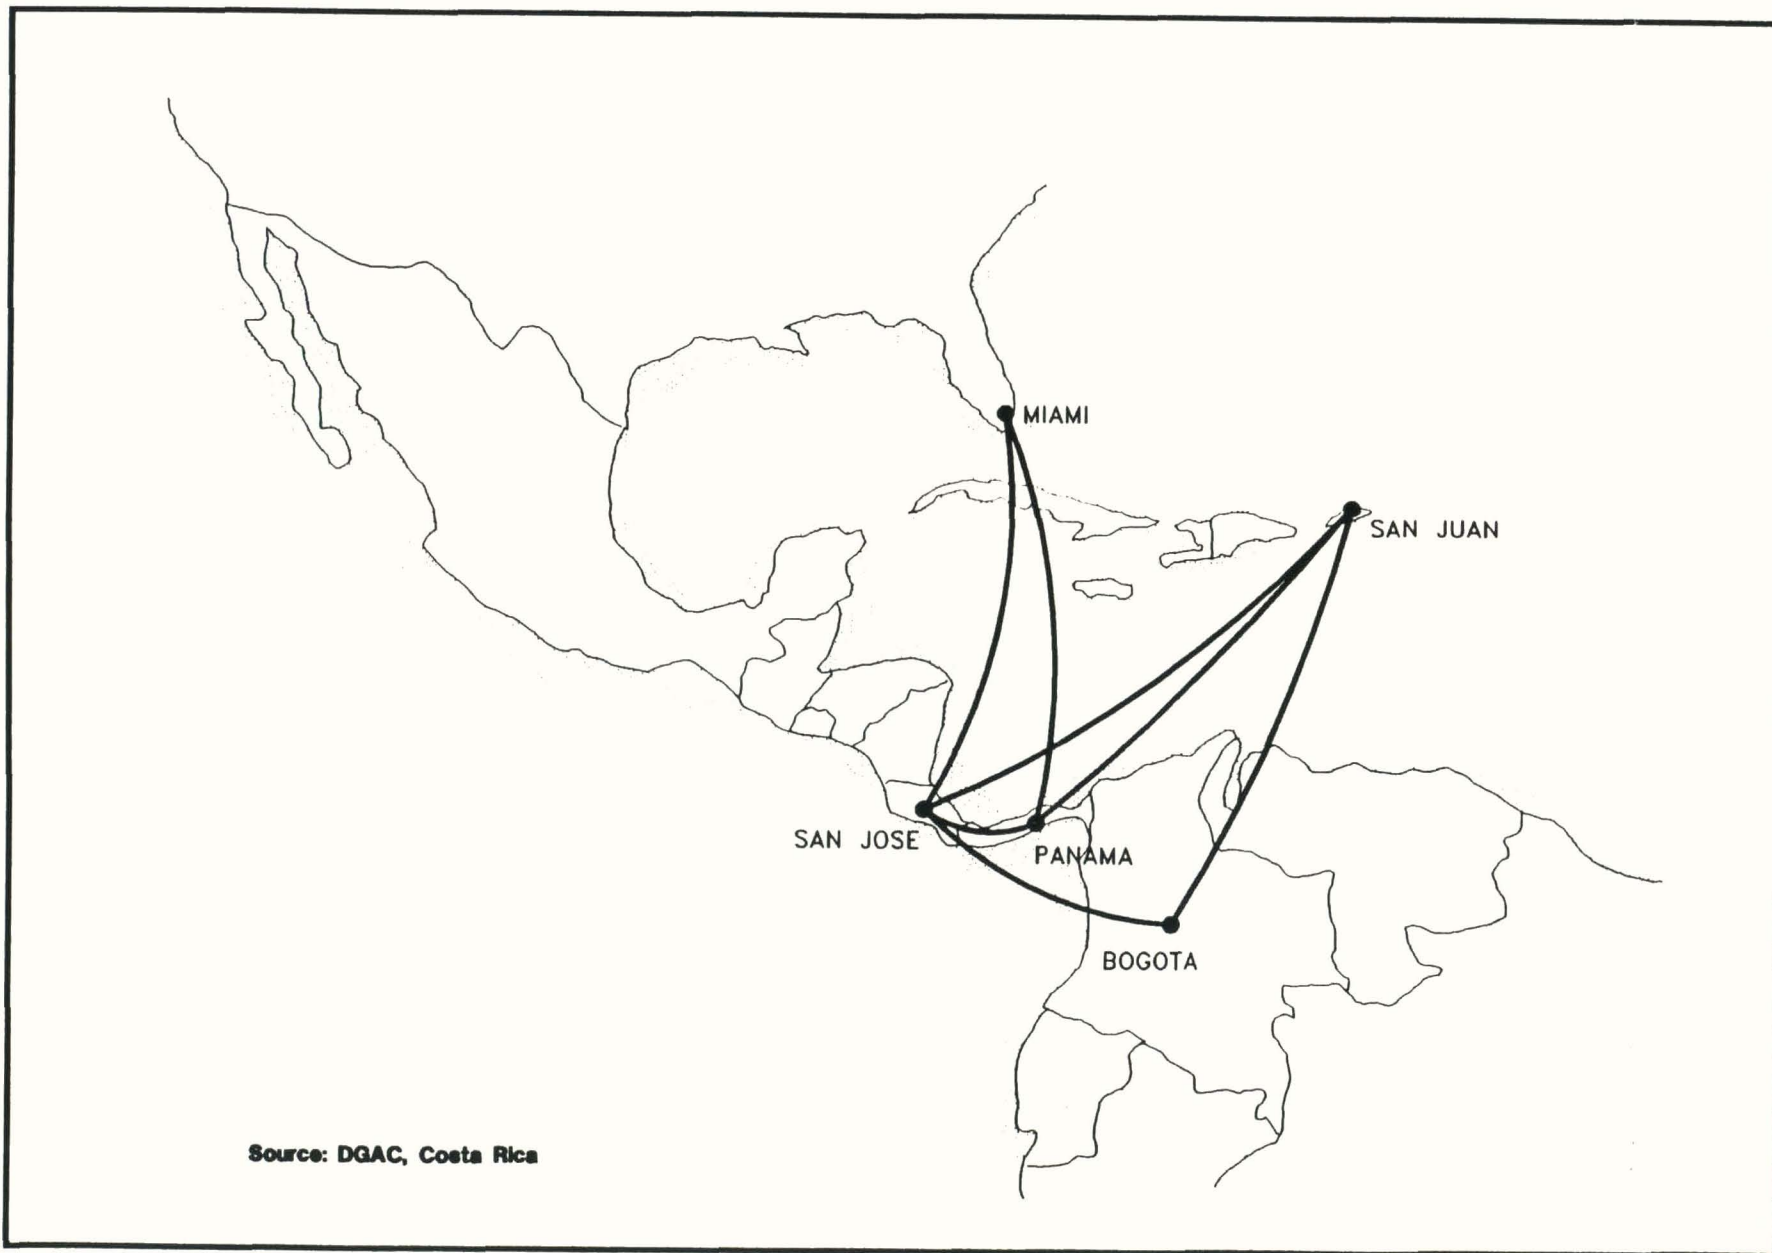 MIAMI
SAN JUAN
SAN JOSE
PANAMA
BOGOTA
Source: DGAC, Costa Rica